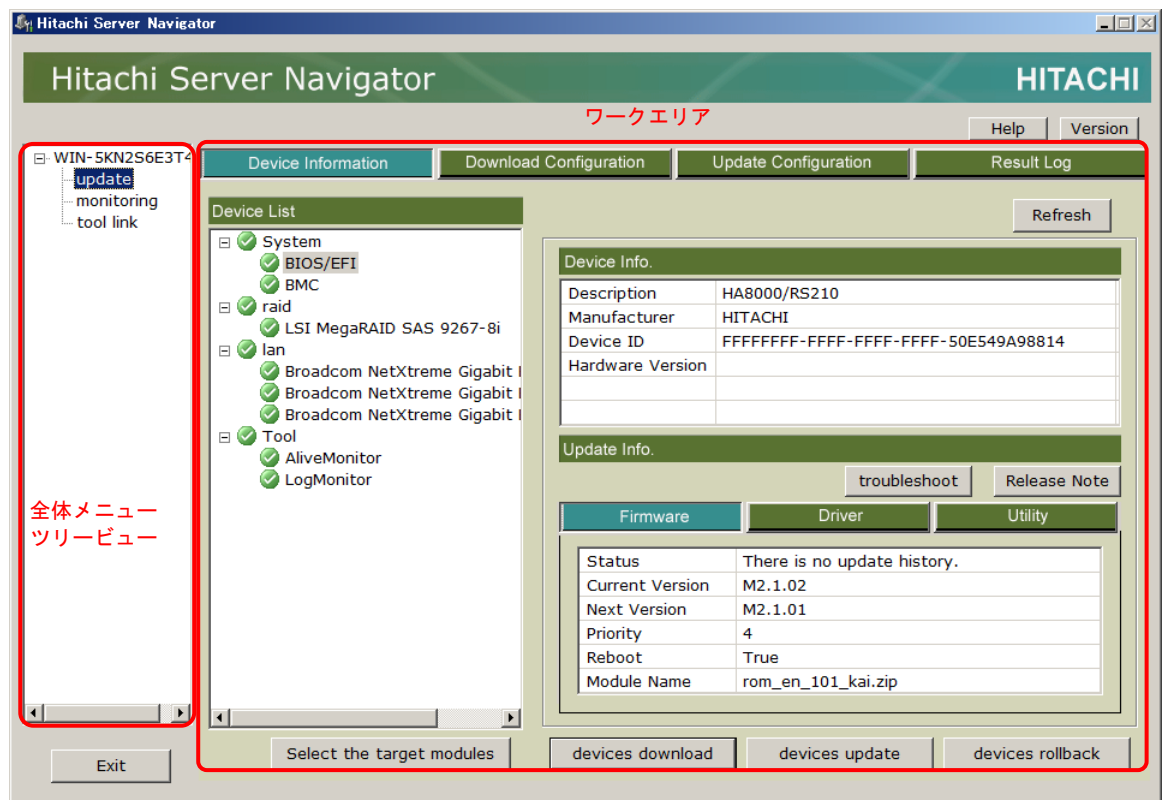 Hitachi Server Navigator
Hitachi Server Navigator
HITACHI
ワークエリア
Help
Version
WIN-5KN2S6E3T4
update
monitoring
tool link
全体メニュー
ツリービュー
Exit
Device Information
Download Configuration
Update Configuration
Result Log
Device List
System
BIOS/EFI
BMC
raid
LSI MegaRAID SAS 9267-8i
lan
Broadcom NetXtreme Gigabit
Broadcom NetXtreme Gigabit
Broadcom NetXtreme Gigabit
Tool
AliveMonitor
LogMonitor
Refresh
Device Info.
Description HA8000/RS210
Manufacturer HITACHI
Device ID FFFFFFFF-FFFF-FFFF-FFFF-50E549A98814
Hardware Version
Update Info.
troubleshoot
Release Note
Firmware
Driver
Utility
Status There is no update history.
Current Version M2.1.02
Next Version M2.1.01
Priority 4
Reboot True
Module Name rom_en_101_kai.zip
Select the target modules
devices download
devices update
devices rollback